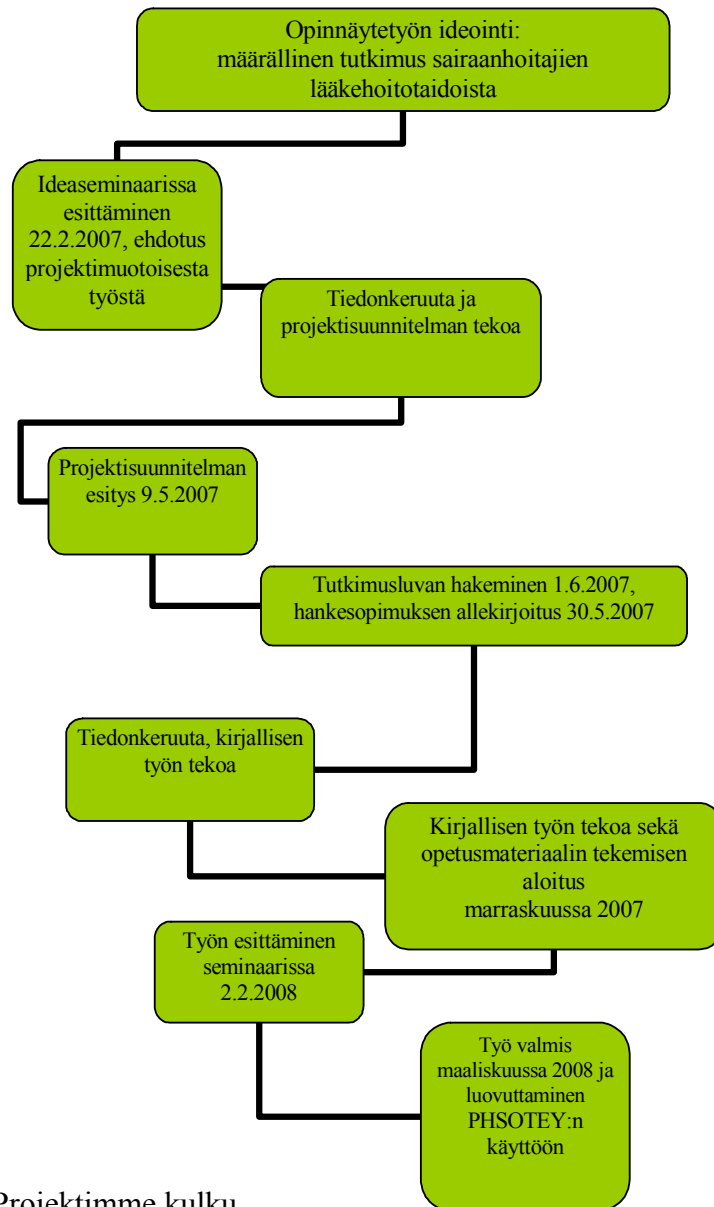 Opinnäytetyön ideointi:
määrällinen tutkimus sairaanhoitajien
lääkehoitotaidoista
Ideaseminaarissa
esittäminen
22.2.2007, ehdotus
projektimuotoisesta
työstä
Tiedonkeruuta ja
projektisuunnitelman tekoa
Projektisuunnitelman
esitys 9.5.2007
Tutkimusluvan hakeminen 1.6.2007,
hankesopimuksen allekirjoitus 30.5.2007
Tiedonkeruuta, kirjallisen
työn tekoa
Kirjallisen työn tekoa sekä
opetusmateriaalin tekemisen
aloitus
marraskuussa 2007
Työn esittäminen
seminaarissa
2.2.2008
Työ valmis
maaliskuussa 2008 ja
luovuttaminen
PHSOTEY:n
käyttöön
Projektimme kulku